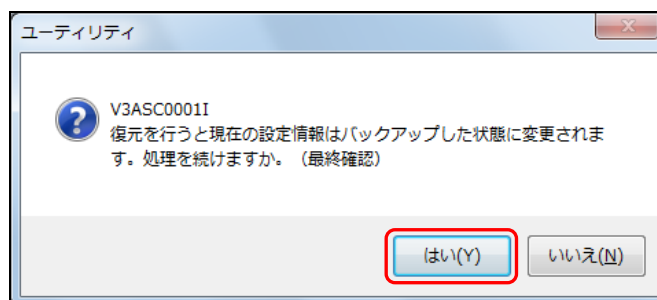 ユーティリティ
V3ASC0001I
復元を行うと現在の設定情報はバックアップした状態に変更されま
す。処理を続けますか。（最終確認）
はい(Y)
いいえ(N)